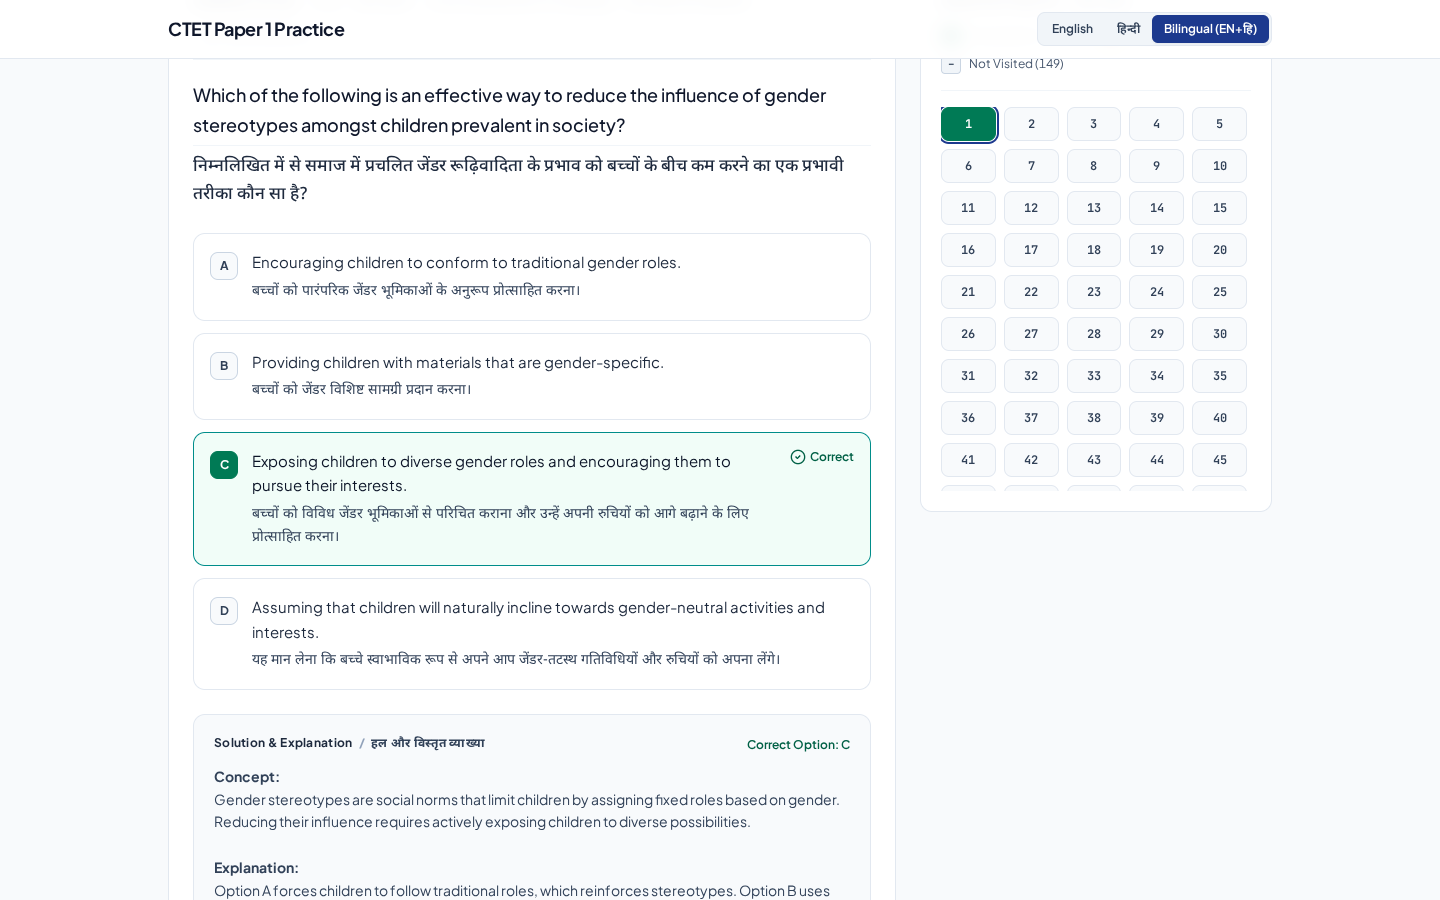 CTET Paper 1 Practice
English हिन्दी Bilingual (EN+हि)
Which of the following is an effective way to reduce the influence of gender
stereotypes amongst children prevalent in society?
निम्नलिखित में से समाज में प्रचलित जेंडर रूढ़िवादिता के प्रभाव को बच्चों के बीच कम करने का एक प्रभावी
तरीका कौन सा है?
A Encouraging children to conform to traditional gender roles.
बच्चों को पारंपरिक जेंडर भूमिकाओं के अनुरूप प्रोत्साहित करना।
B Providing children with materials that are gender-specific.
बच्चों को जेंडर विशिष्ट सामग्री प्रदान करना।
C Exposing children to diverse gender roles and encouraging them to
pursue their interests.
Correct
बच्चों को विविध जेंडर भूमिकाओं से परिचित कराना और उन्हें अपनी रुचियों को आगे बढ़ाने के लिए
प्रोत्साहित करना।
D Assuming that children will naturally incline towards gender-neutral activities and
interests.
यह मान लेना कि बच्चे स्वाभाविक रूप से अपने आप जेंडर-तटस्थ गतिविधियों और रुचियों को अपना लेंगे।
Solution & Explanation / हल और विस्तृत व्याख्या
Correct Option: C
Concept:
Gender stereotypes are social norms that limit children by assigning fixed roles based on gender.
Reducing their influence requires actively exposing children to diverse possibilities.
Explanation:
Option A forces children to follow traditional roles, which reinforces stereotypes. Option B uses
– Not Visited (149)
1 2 3 4 5
6 7 8 9 10
11 12 13 14 15
16 17 18 19 20
21 22 23 24 25
26 27 28 29 30
31 32 33 34 35
36 37 38 39 40
41 42 43 44 45